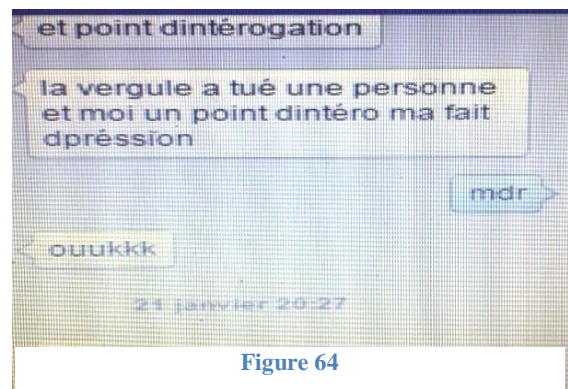 et point dintérogation
la vergule a tué une personne
et moi un point dintéro ma fait
dpréssion
mdr
ouukkk
21 janvier 20:27
Figure 64